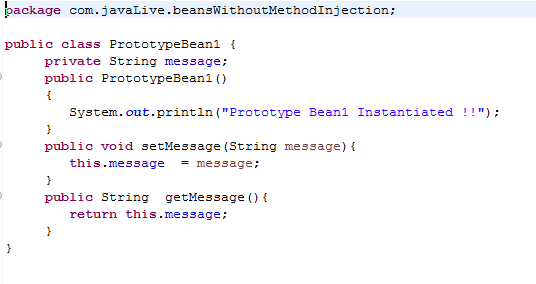 package com.javaLive.beansWithoutMethodInjection;
public class PrototypeBean1 {
private String message;
public PrototypeBean1()
{
System.out.println("Prototype Bean1 Instantiated !!");
}
public void setMessage(String message){
this.message  = message;
}
public String  getMessage(){
return this.message;
}
}